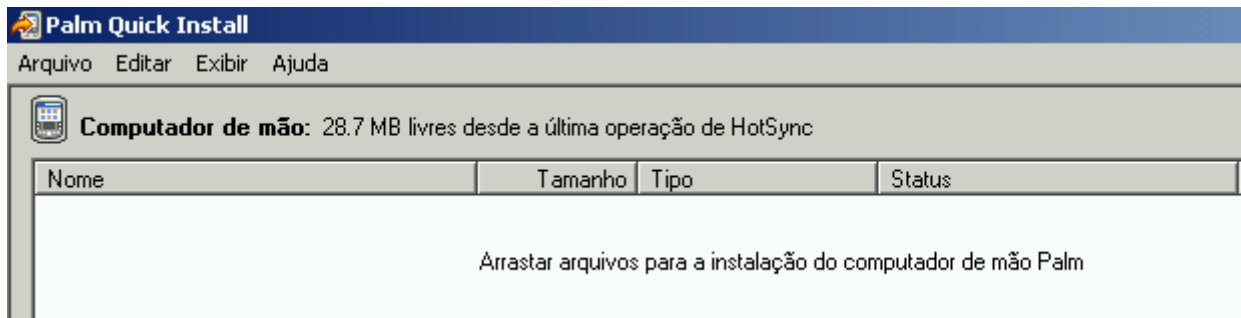 Palm Quick Install
Arquivo Editar Exibir Ajuda
Computador de mão: 28.7 MB livres desde a última operação de HotSync
Nome Tamanho Tipo Status
Arrastar arquivos para a instalação do computador de mão Palm